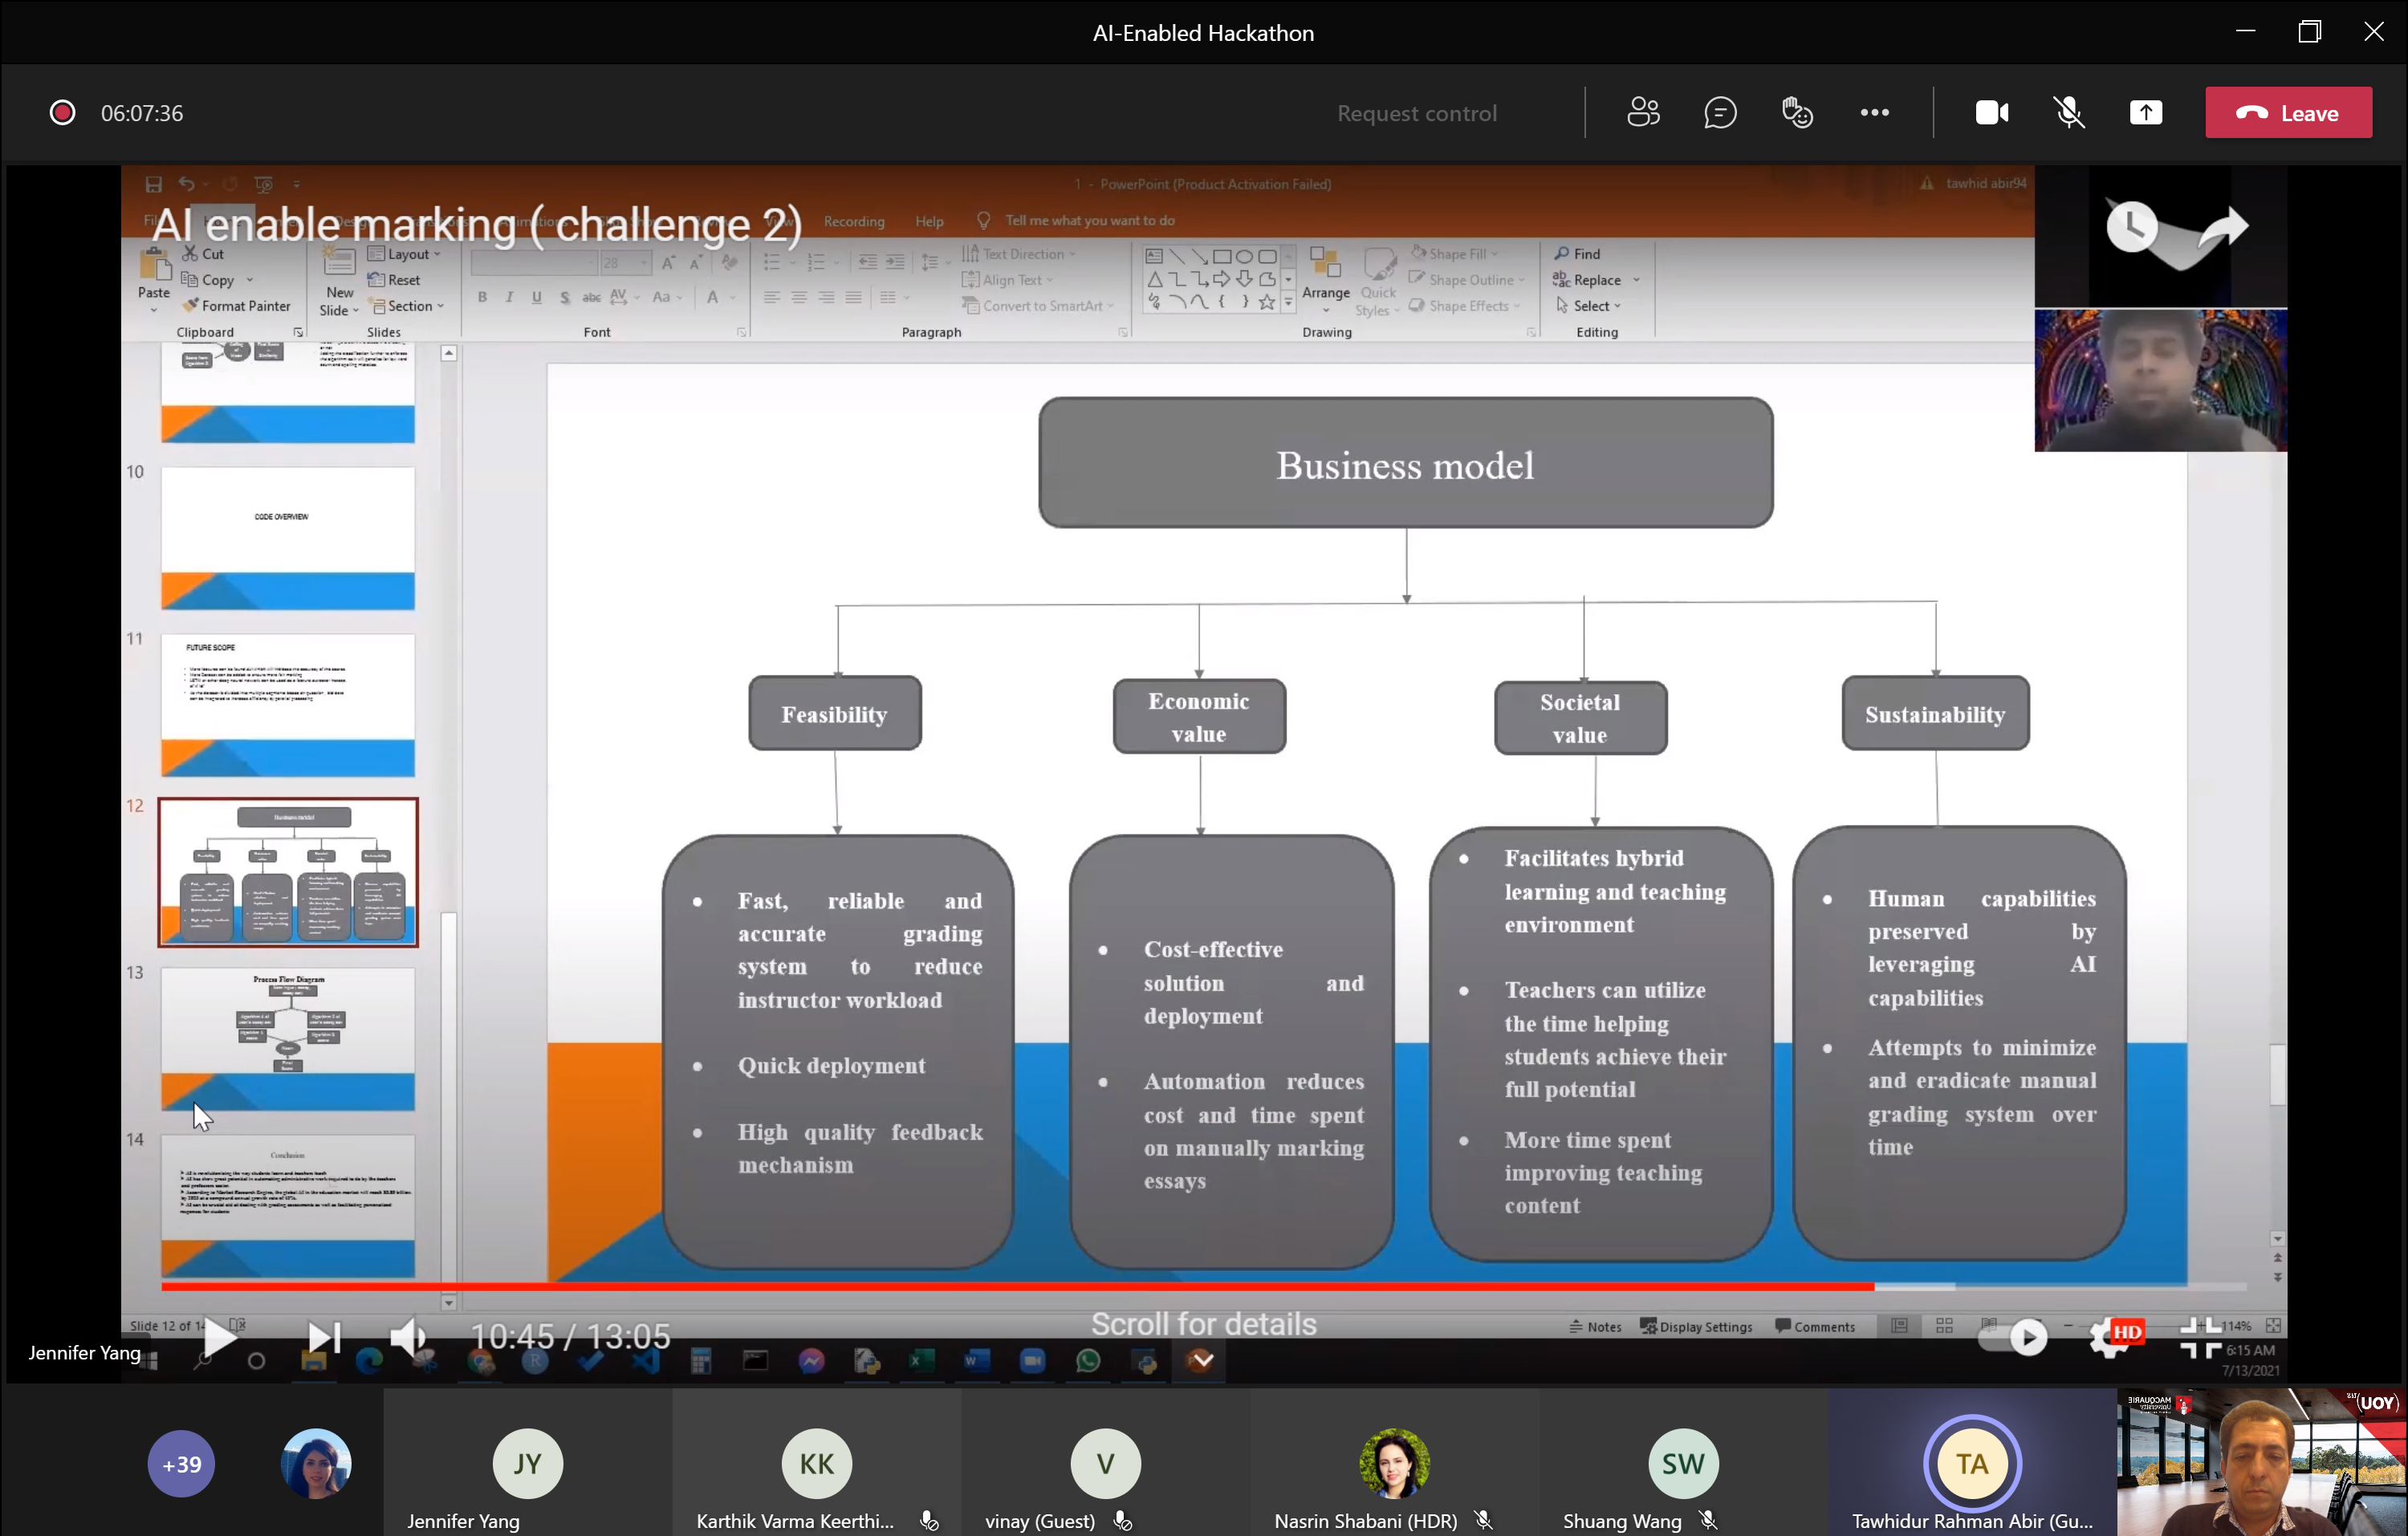 AI-Enabled Hackathon
06:07:36
Request control
Leave
1 - PowerPoint (Product Activation Failed)
tawhid abir94
AI enable marking ( challenge 2)
Recording
Help
Tell me what you want to do
Paste
Cut
Copy
Format Painter
Clipboard
New
Slide
Layout
Reset
Section
Slides
28
B I U S abc AV Aa A
Font
Text Direction
Align Text
Convert to SmartArt
Paragraph
Arrange
Quick
Styles
Shape Fill
Shape Outline
Shape Effects
Drawing
Find
Replace
Select
Editing
10
CODE OVERVIEW
11
FUTURE SCOPE
12
Business model
13
Process Flow Diagram
14
Conclusion
Business model
Feasibility
Economic
value
Societal
value
Sustainability
• Fast, reliable and
accurate grading
system to reduce
instructor workload
• Quick deployment
• High quality feedback
mechanism
• Cost-effective
solution and
deployment
• Automation reduces
cost and time spent
on manually marking
essays
• Facilitates hybrid
learning and teaching
environment
• Teachers can utilize
the time helping
students achieve their
full potential
• More time spent
improving teaching
content
• Human capabilities
preserved by
leveraging AI
capabilities
• Attempts to minimize
and eradicate manual
grading system over
time
Slide 12 of 14
10:45 / 13:05
Scroll for details
Notes
Display Settings
Comments
114%
HD
6:15 AM
7/13/2021
Jennifer Yang
+39
JY
Jennifer Yang
KK
Karthik Varma Keerthi...
V
vinay (Guest)
Nasrin Shabani (HDR)
SW
Shuang Wang
TA
Tawhidur Rahman Abir (Gu...
MACQUARIE
University
YOU